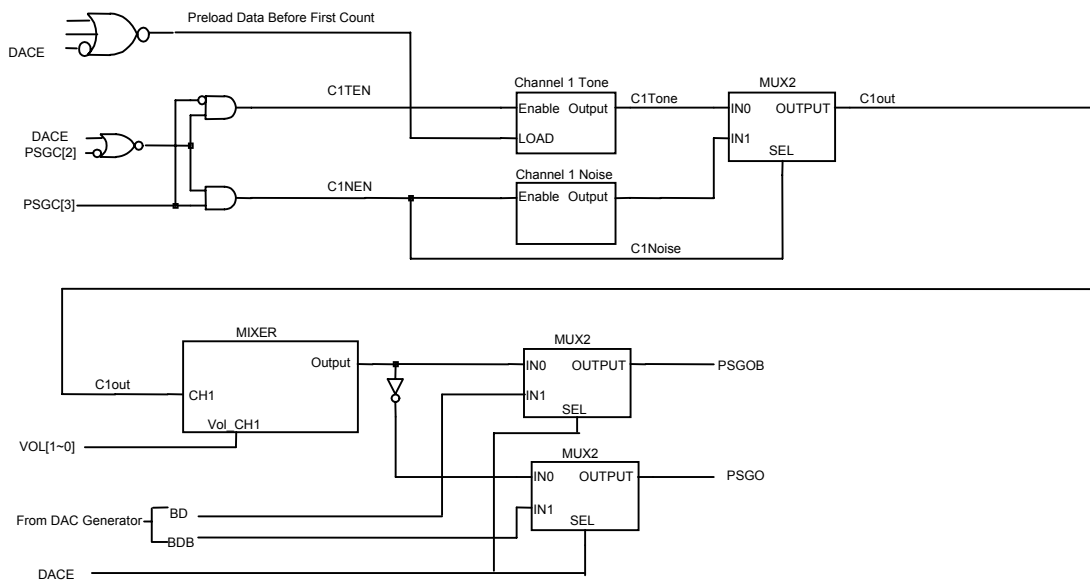 Preload Data Before First Count
DACE
C1TEN
Channel 1 Tone
Enable Output
LOAD
C1Tone
MUX2
IN0 OUTPUT
IN1
SEL
C1out
DACE
PSGC[2]
Channel 1 Noise
Enable Output
C1NEN
PSGC[3]
C1Noise
MIXER
Output
CH1
Vol_CH1
C1out
VOL[1~0]
MUX2
IN0 OUTPUT
IN1
SEL
PSGOB
MUX2
IN0 OUTPUT
IN1
SEL
PSGO
From DAC Generator
BD
BDB
DACE